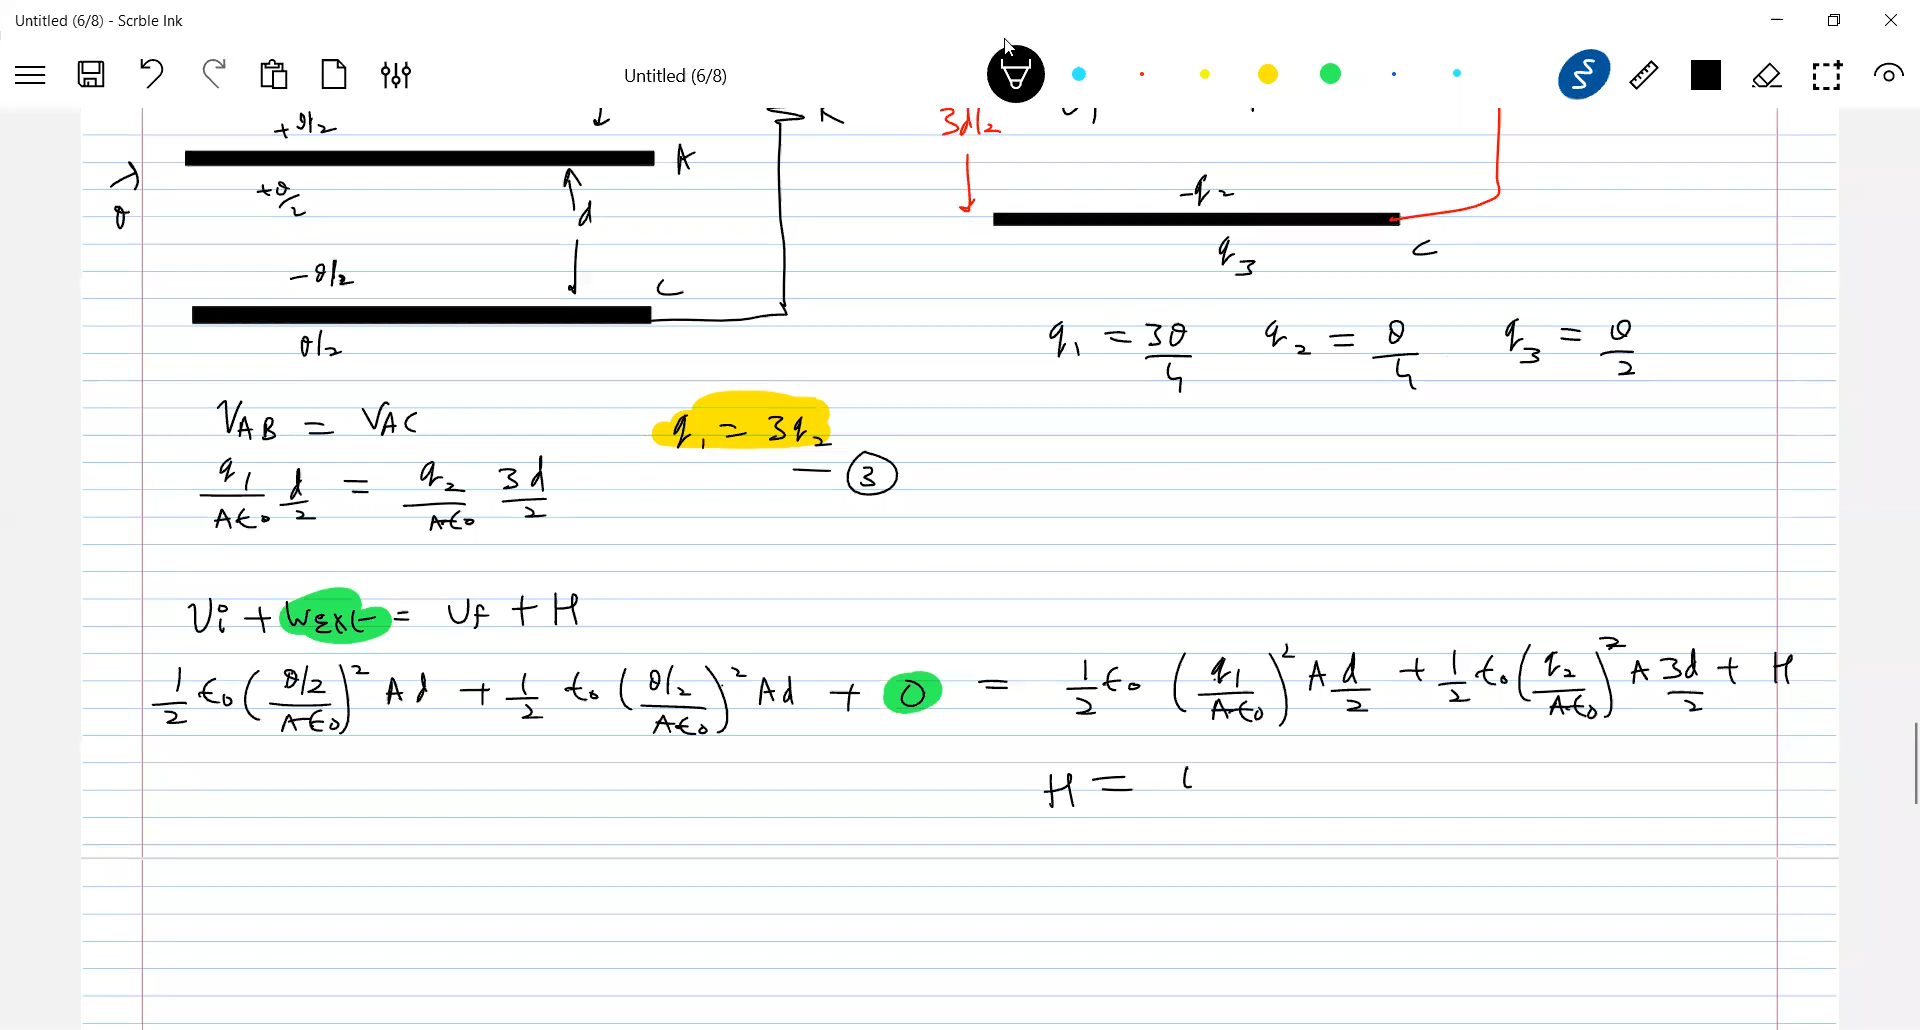 Untitled (6/8) - Scrble Ink
Untitled (6/8)
+Q/2
A
+Q/2
d
Q
-Q/2
C
Q/2
3d/2
-q2
C
q3
q1 = 3Q/4 q2 = Q/4 q3 = Q/2
VAB = VAC q1 = 3q2
— 3
q1/Aε0 d/2 = q2/Aε0 3d/2
Ui + WExt = Uf + H
1/2 ε0 (Q/2/Aε0)² Ad + 1/2 ε0 (Q/2/Aε0)² Ad + 0 = 1/2 ε0 (q1/Aε0)² A d/2 + 1/2 ε0 (q2/Aε0)² A 3d/2 + H
H =